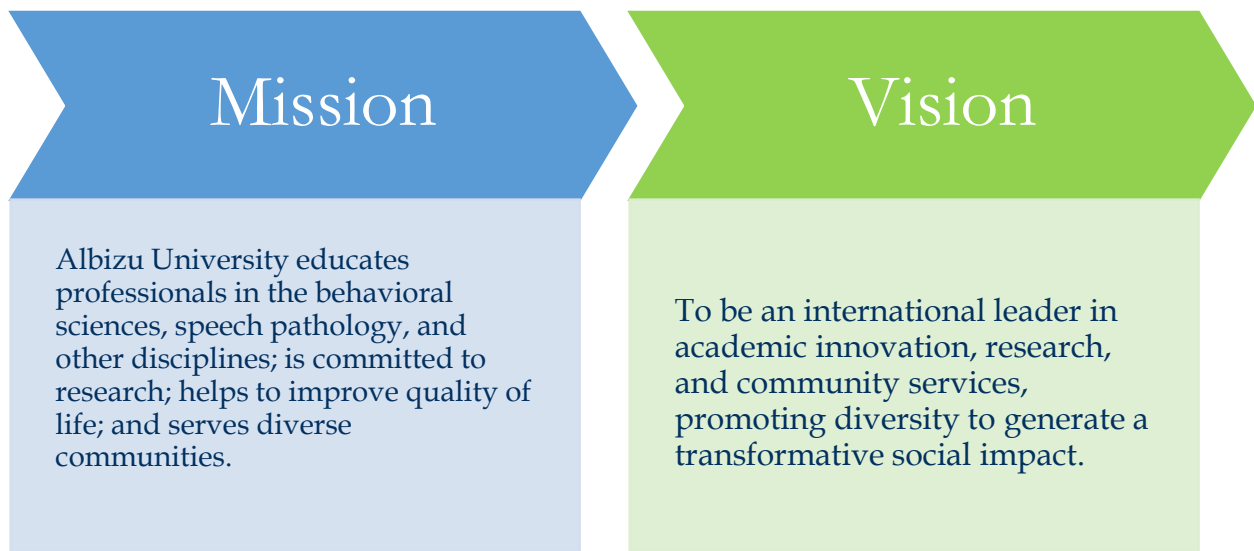 Mission
Albizu University educates
professionals in the behavioral
sciences, speech pathology, and
other disciplines; is committed to
research; helps to improve quality of
life; and serves diverse
communities.
Vision
To be an international leader in
academic innovation, research,
and community services,
promoting diversity to generate a
transformative social impact.